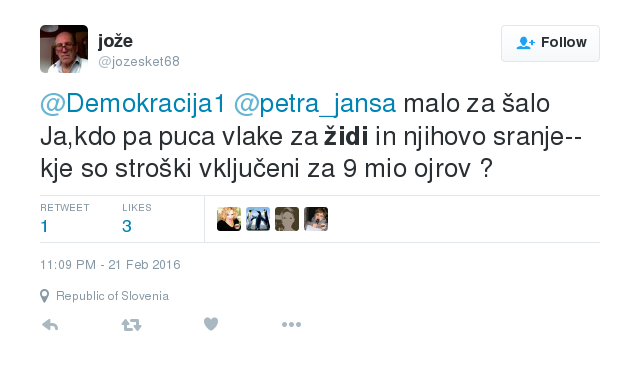 jože
@jozesket68
Follow
@Demokracija1 @petra_jansa malo za šalo
Ja,kdo pa puca vlake za židi in njihovo sranje--
kje so stroški vključeni za 9 mio ojrov ?
RETWEET LIKES
1 3
11:09 PM - 21 Feb 2016
Republic of Slovenia